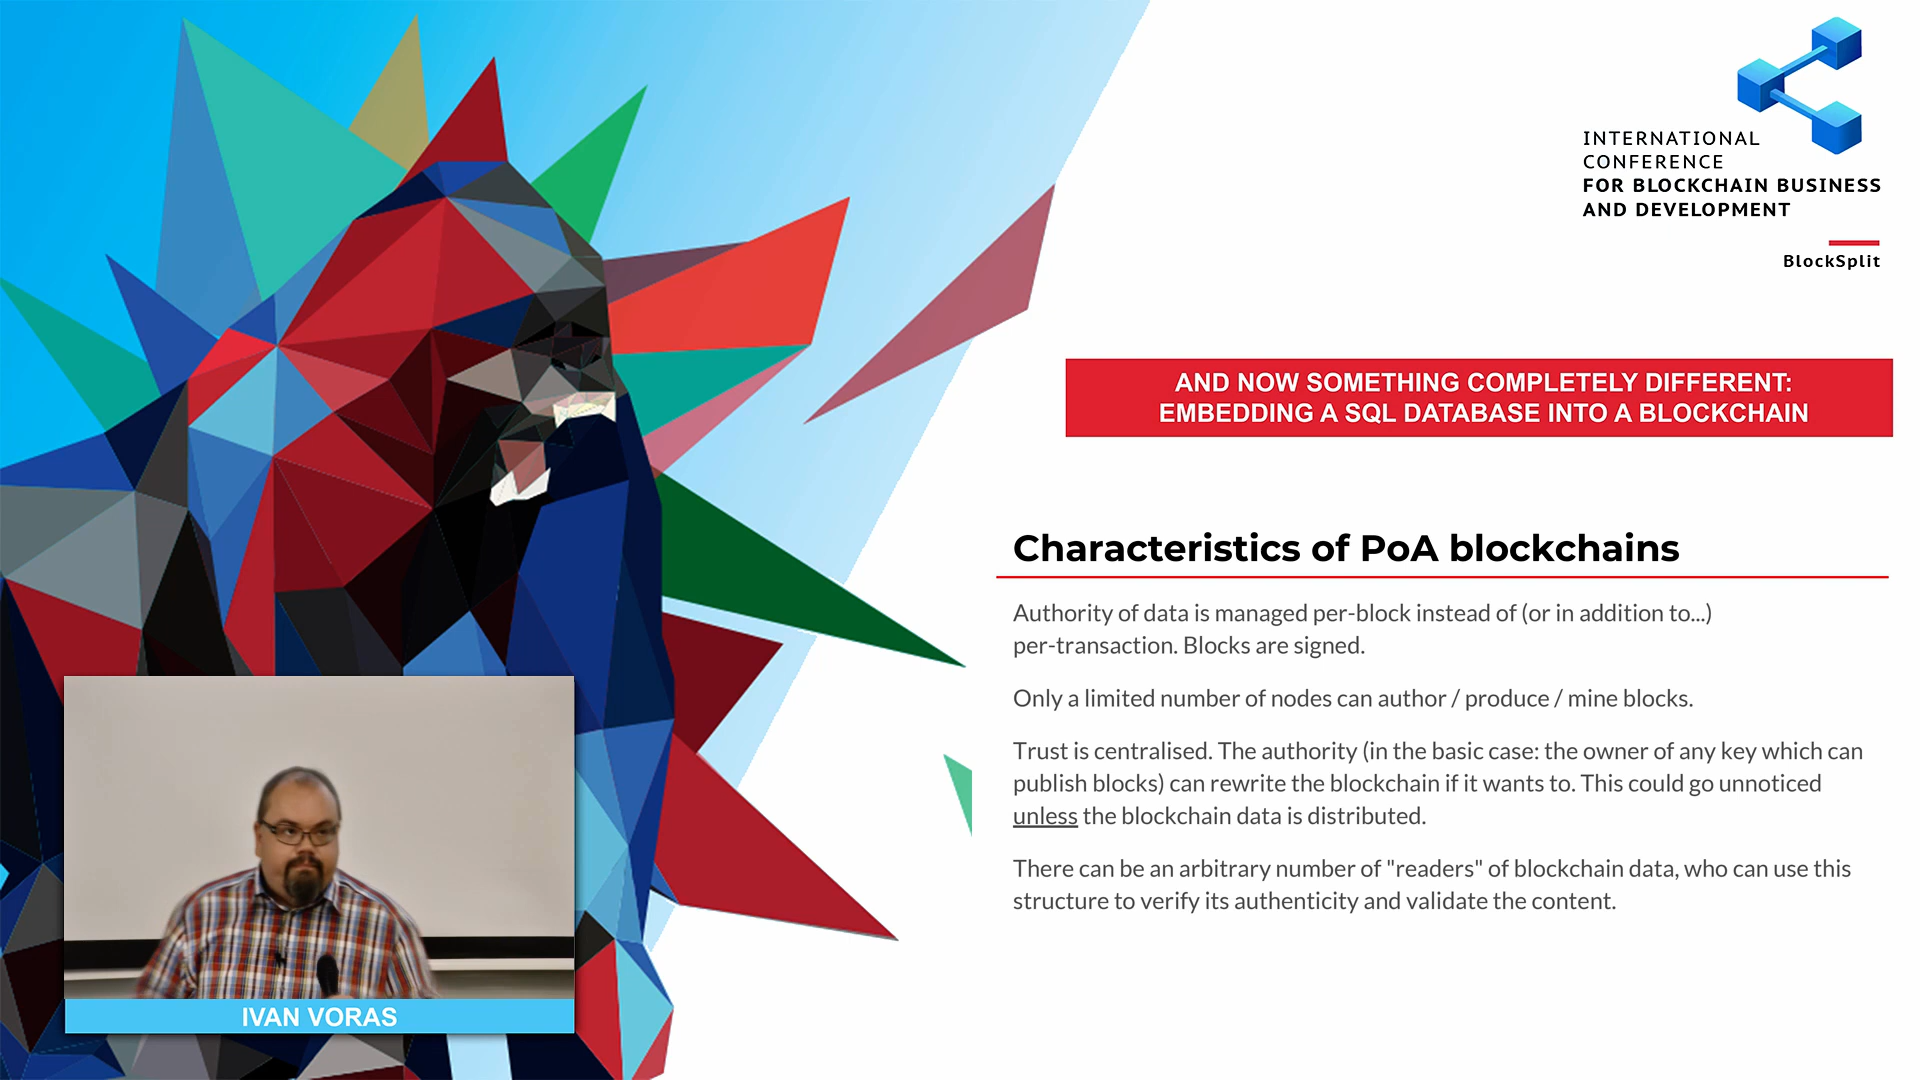 INTERNATIONAL
CONFERENCE
FOR BLOCKCHAIN BUSINESS
AND DEVELOPMENT
BlockSplit
AND NOW SOMETHING COMPLETELY DIFFERENT:
EMBEDDING A SQL DATABASE INTO A BLOCKCHAIN
Characteristics of PoA blockchains
Authority of data is managed per-block instead of (or in addition to...)
per-transaction. Blocks are signed.
Only a limited number of nodes can author / produce / mine blocks.
Trust is centralised. The authority (in the basic case: the owner of any key which can
publish blocks) can rewrite the blockchain if it wants to. This could go unnoticed
unless the blockchain data is distributed.
There can be an arbitrary number of "readers" of blockchain data, who can use this
structure to verify its authenticity and validate the content.
IVAN VORAS